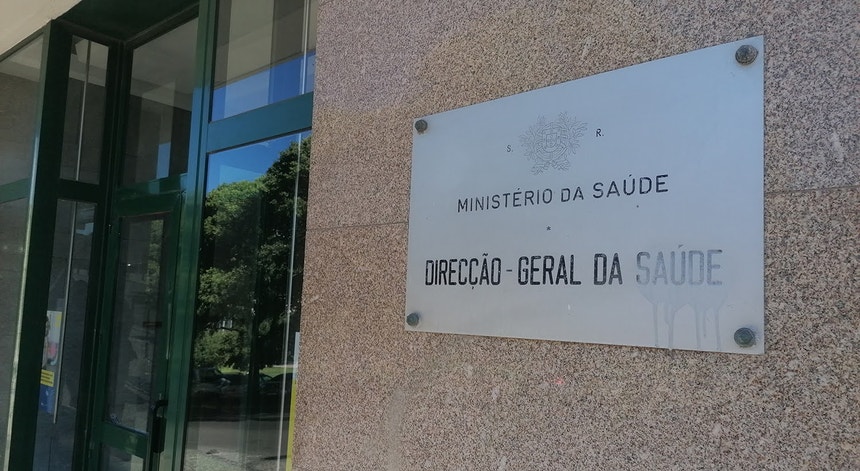 S. R.
MINISTÉRIO DA SAÚDE
*
DIRECÇÃO-GERAL DA SAÚDE